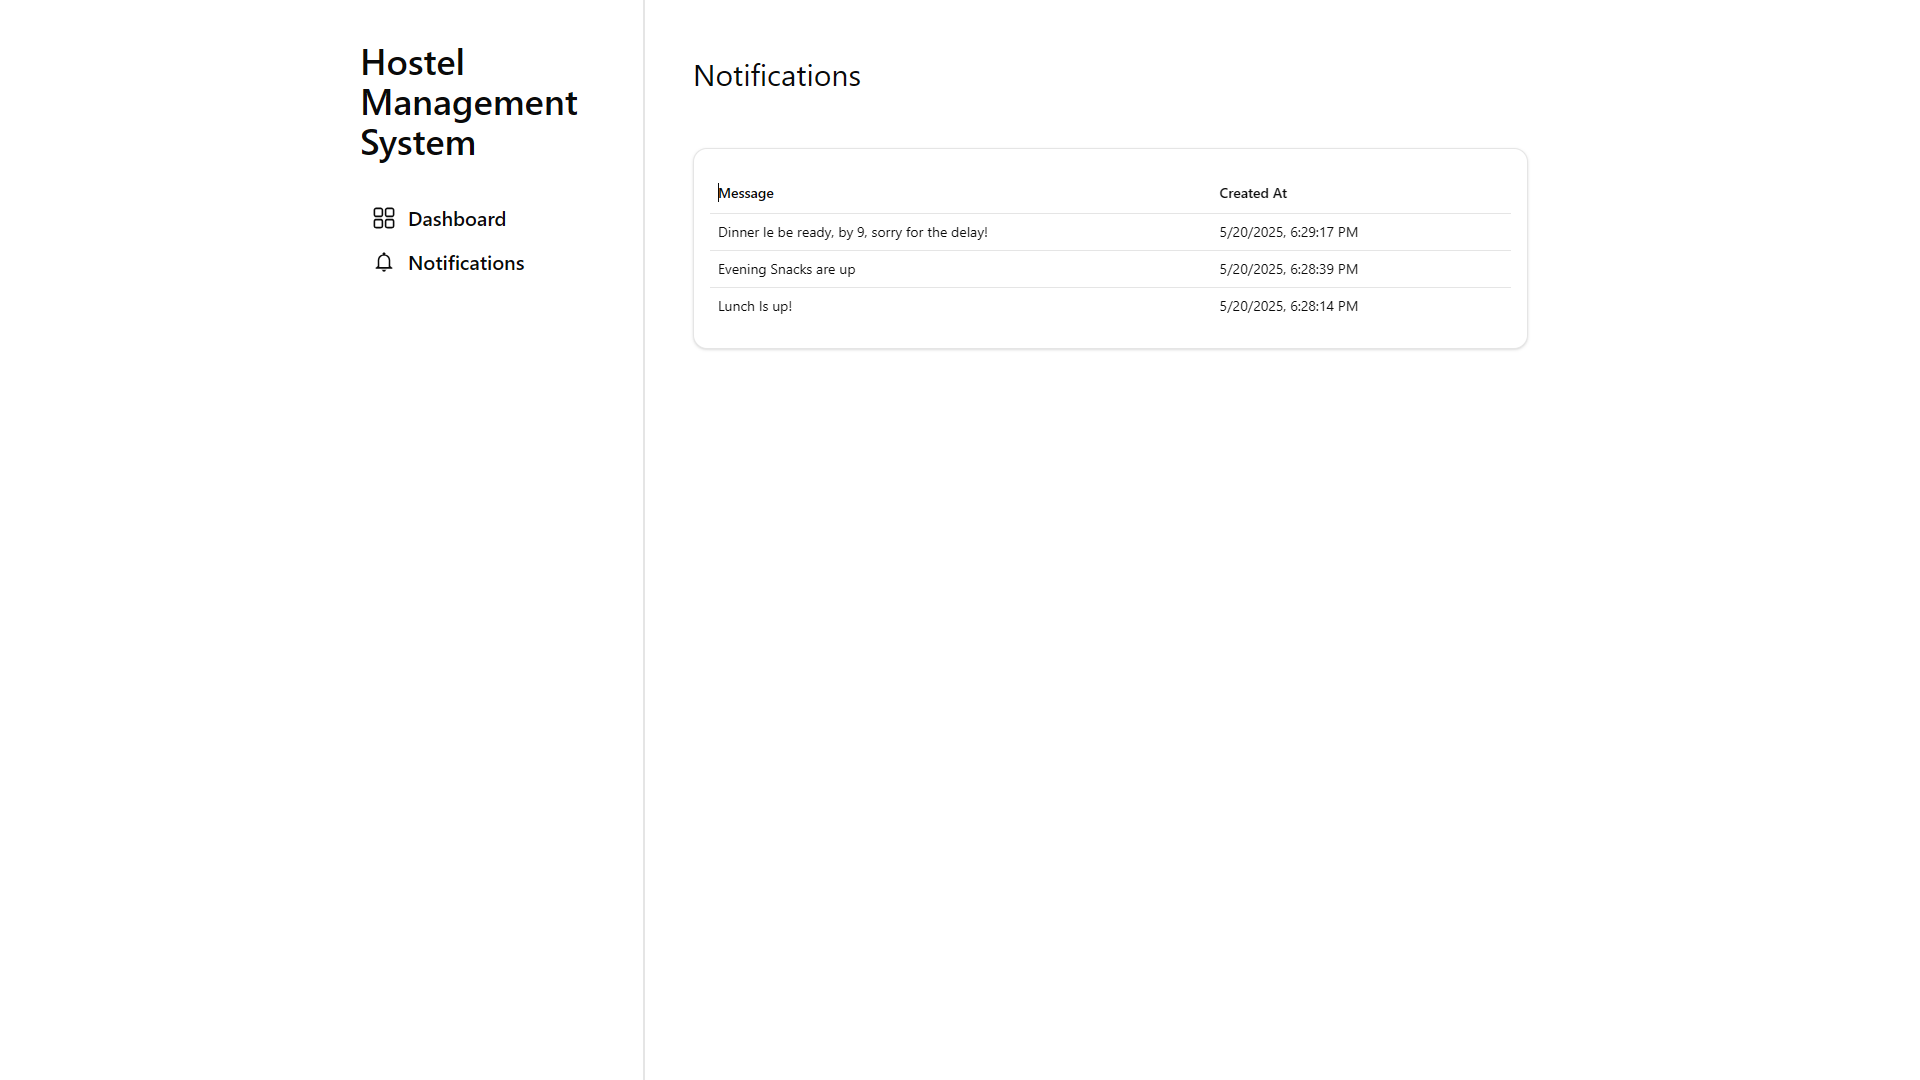 Hostel
Management
System
Dashboard
Notifications
Notifications
Message Created At
Dinner le be ready, by 9, sorry for the delay! 5/20/2025, 6:29:17 PM
Evening Snacks are up 5/20/2025, 6:28:39 PM
Lunch Is up! 5/20/2025, 6:28:14 PM